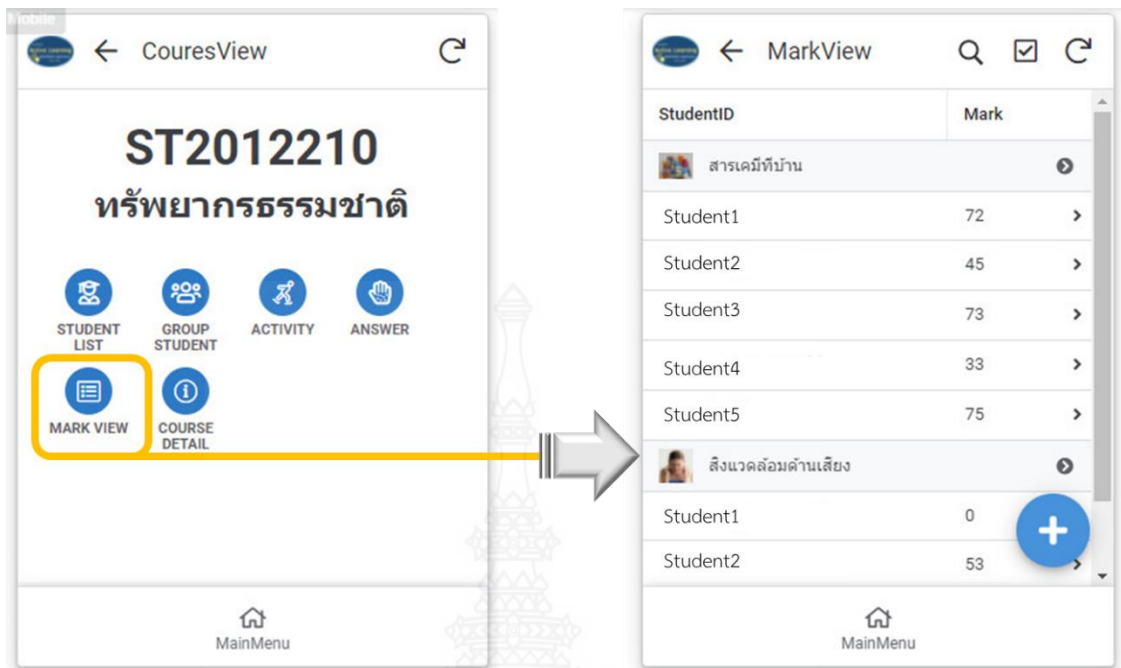 Mobile
CouresView
ST2012210
ทรัพยากรธรรมชาติ
STUDENT LIST
GROUP STUDENT
ACTIVITY
ANSWER
MARK VIEW
COURSE DETAIL
MainMenu
MarkView
StudentID Mark
สารเคมีที่บ้าน
Student1 72
Student2 45
Student3 73
Student4 33
Student5 75
สิ่งแวดล้อมด้านเสียง
Student1 0
Student2 53
MainMenu